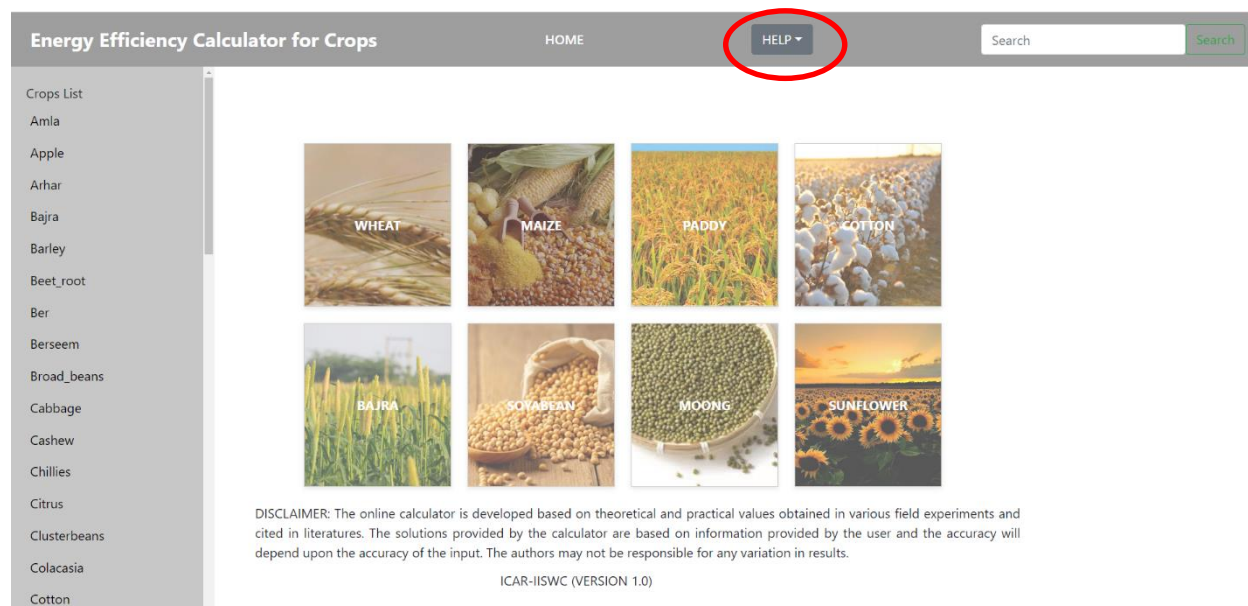 Energy Efficiency Calculator for Crops
HOME
HELP
Search
Search
Crops List
Amla
Apple
Arhar
Bajra
Barley
Beet_root
Ber
Berseem
Broad_beans
Cabbage
Cashew
Chillies
Citrus
Clusterbeans
Colacasia
Cotton
WHEAT
MAIZE
PADDY
COTTON
BAJRA
SOYABEAN
MOONG
SUNFLOWER
DISCLAIMER: The online calculator is developed based on theoretical and practical values obtained in various field experiments and
cited in literatures. The solutions provided by the calculator are based on information provided by the user and the accuracy will
depend upon the accuracy of the input. The authors may not be responsible for any variation in results.
ICAR-IISWC (VERSION 1.0)